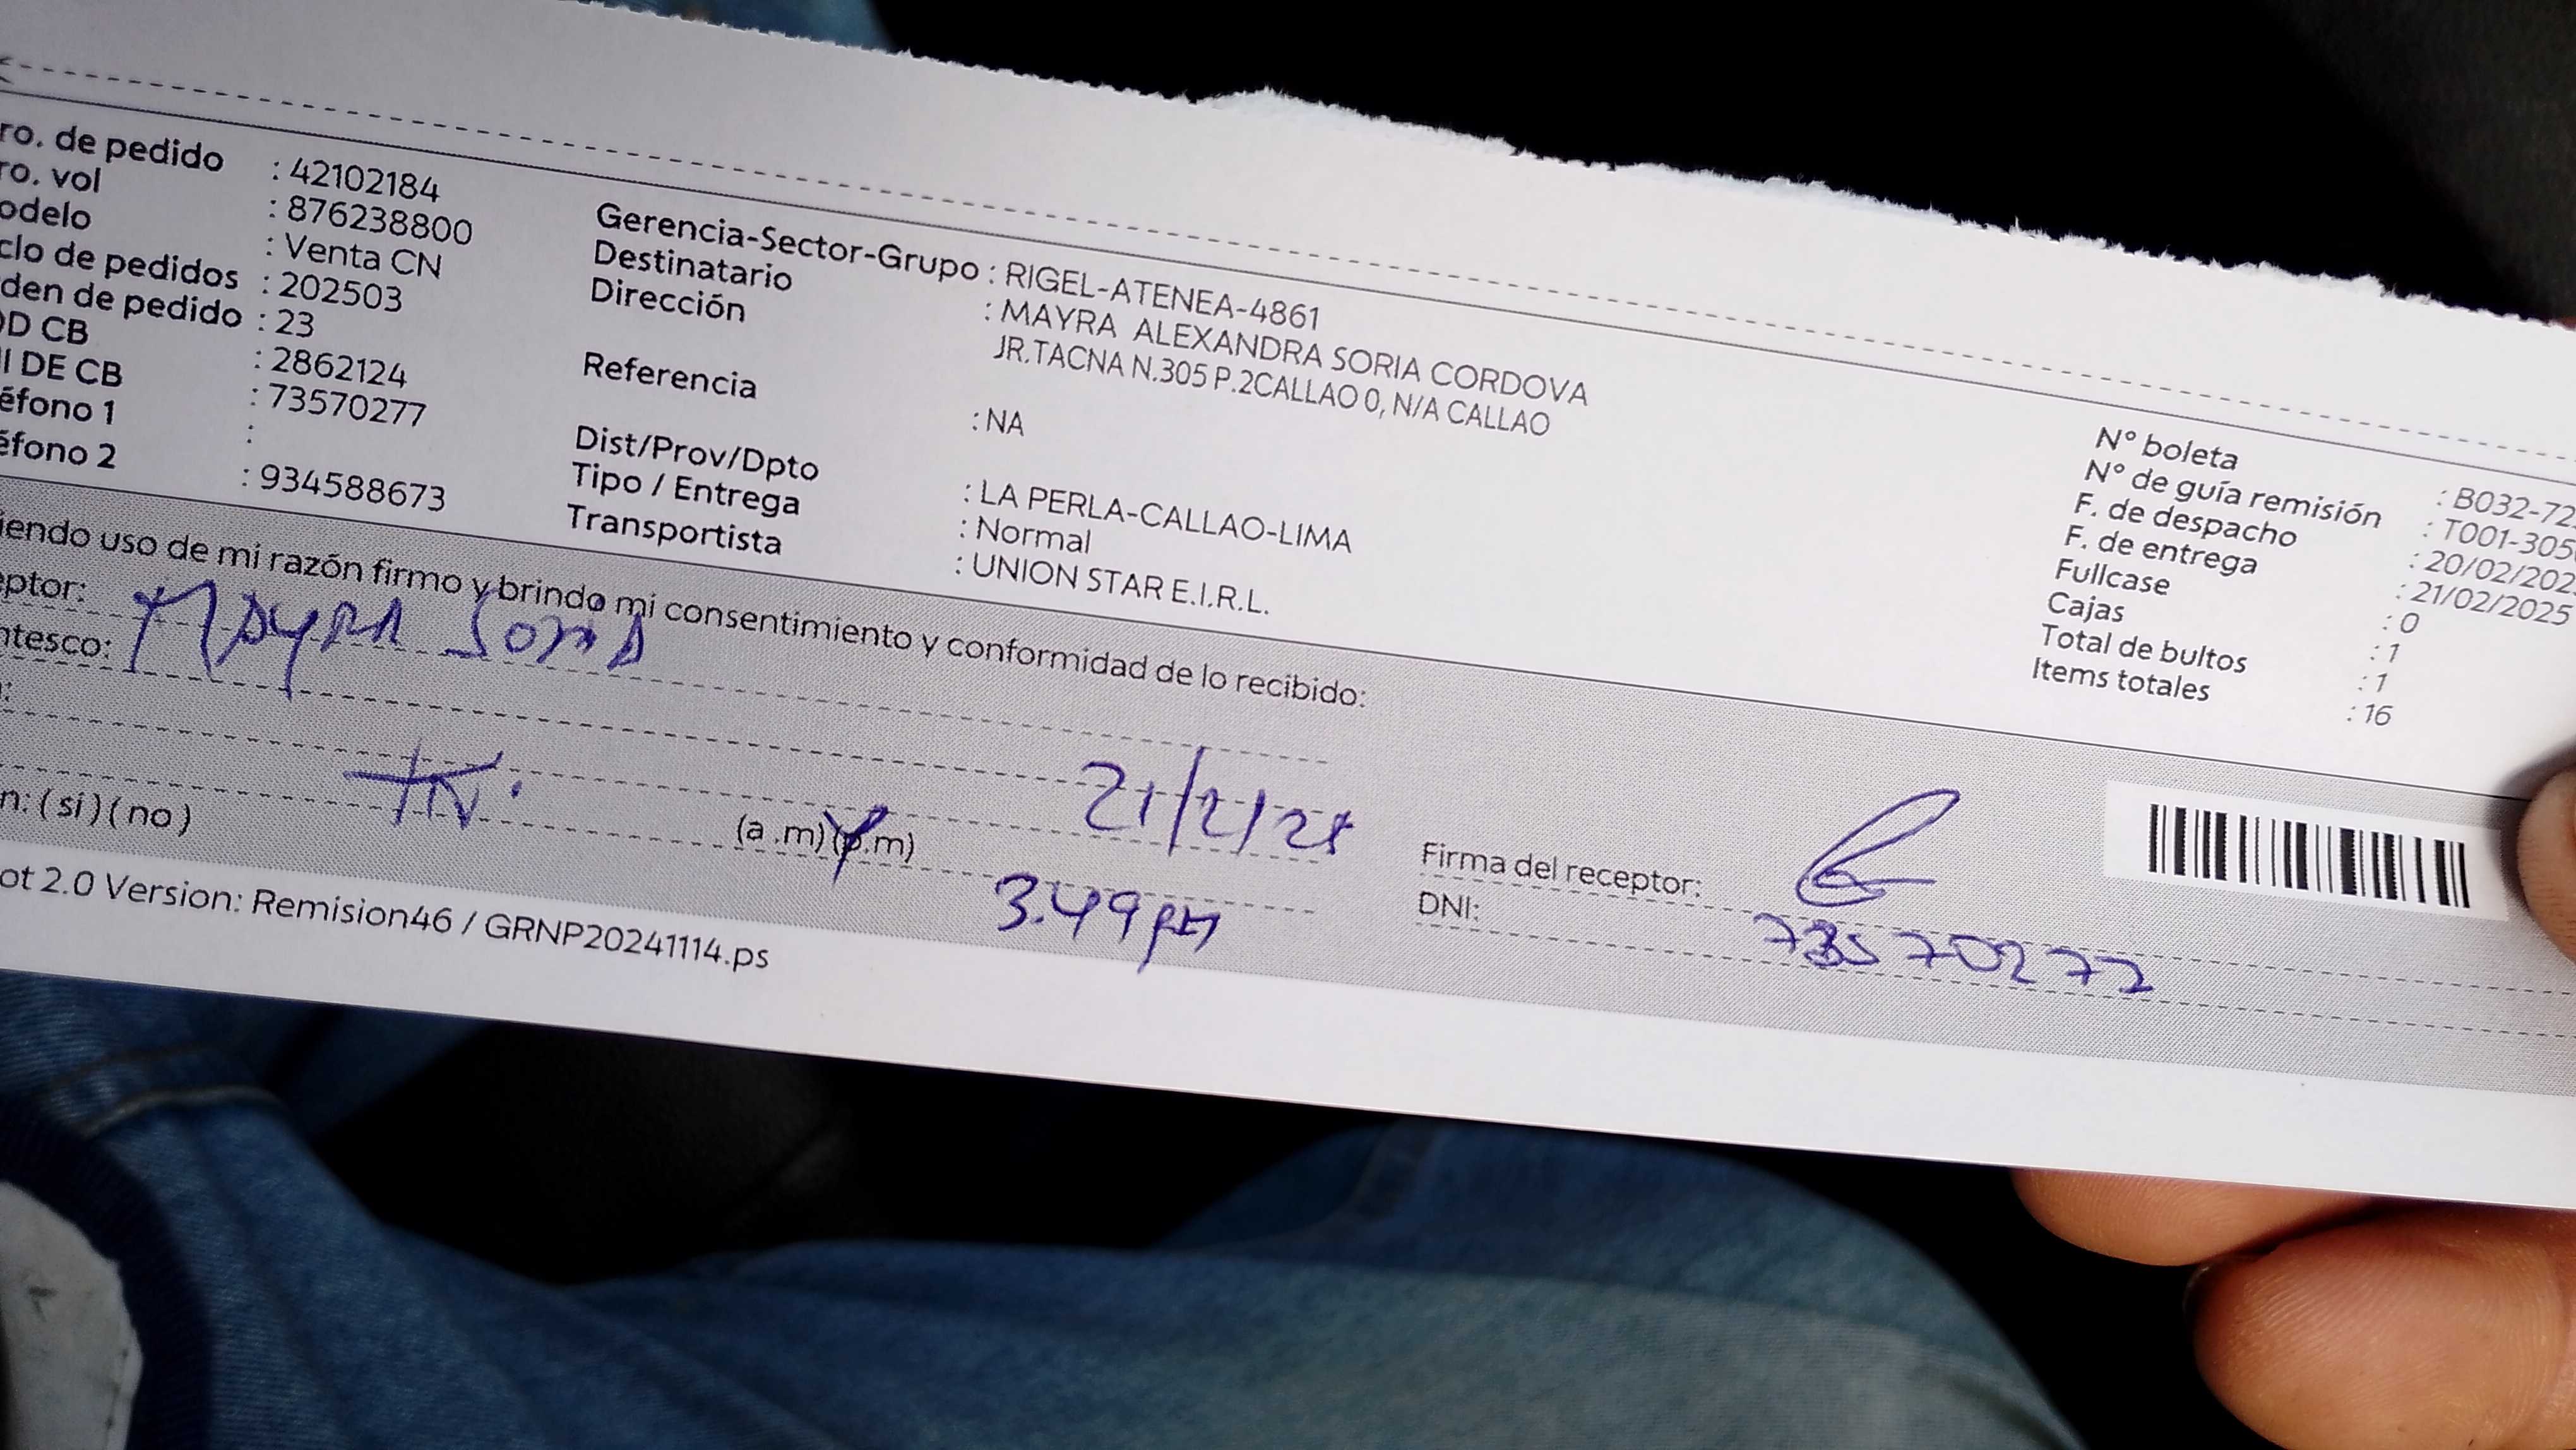 ro. de pedido : 42102184
ro. vol : 876238800
odelo : Venta CN
clo de pedidos : 202503
den de pedido : 23
OD CB : 2862124
I DE CB : 73570277
éfono 1 :
éfono 2 : 934588673
Gerencia-Sector-Grupo : RIGEL-ATENEA-4861
Destinatario : MAYRA ALEXANDRA SORIA CORDOVA
Dirección JR.TACNA N.305 P.2CALLAO 0, N/A CALLAO
Referencia : NA
Dist/Prov/Dpto : LA PERLA-CALLAO-LIMA
Tipo / Entrega : Normal
Transportista : UNION STAR E.I.R.L.
N° boleta : B032-72
N° de guía remisión : T001-305
F. de despacho : 20/02/202
F. de entrega : 21/02/2025
Fullcase : 0
Cajas : 1
Total de bultos : 1
Items totales : 16
iendo uso de mi razón firmo y brindo mi consentimiento y conformidad de lo recibido:
eptor: MAYRA SORIA
ntesco:
TIV.
21/2/25
n: ( sí ) ( no ) (a .m) (p.m) 3.49 PM
Firma del receptor:
DNI: 73570277
ot 2.0 Version: Remision46 / GRNP20241114.ps